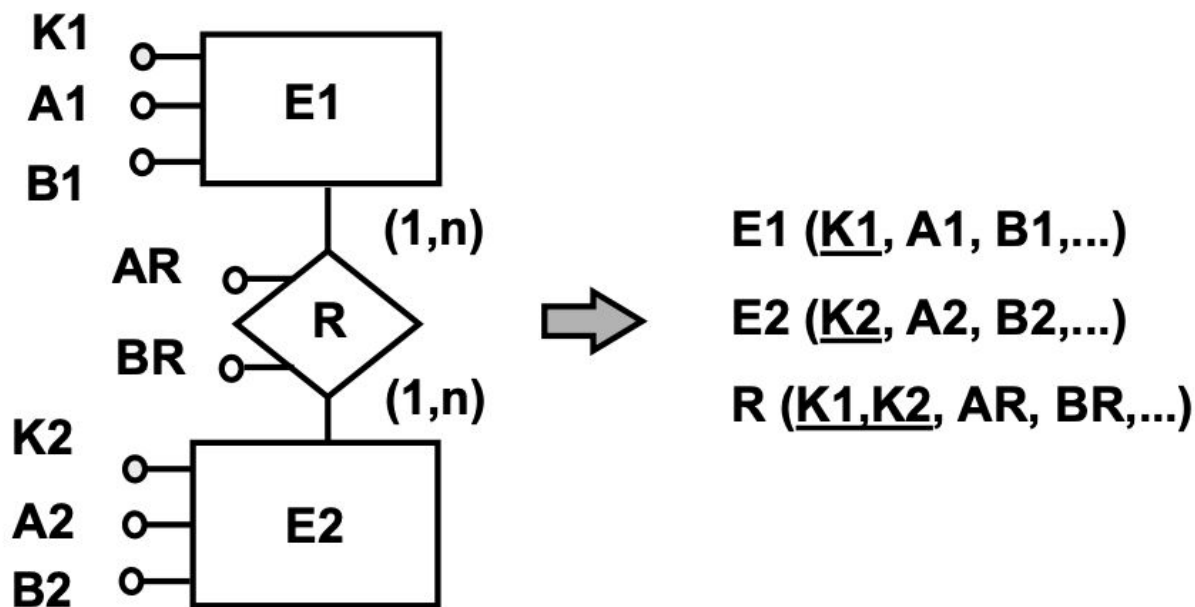 K1
A1
E1
B1
(1,n)
AR
R
BR
(1,n)
K2
A2
E2
B2
E1 (K1, A1, B1,...)
E2 (K2, A2, B2,...)
R (K1,K2, AR, BR,...)